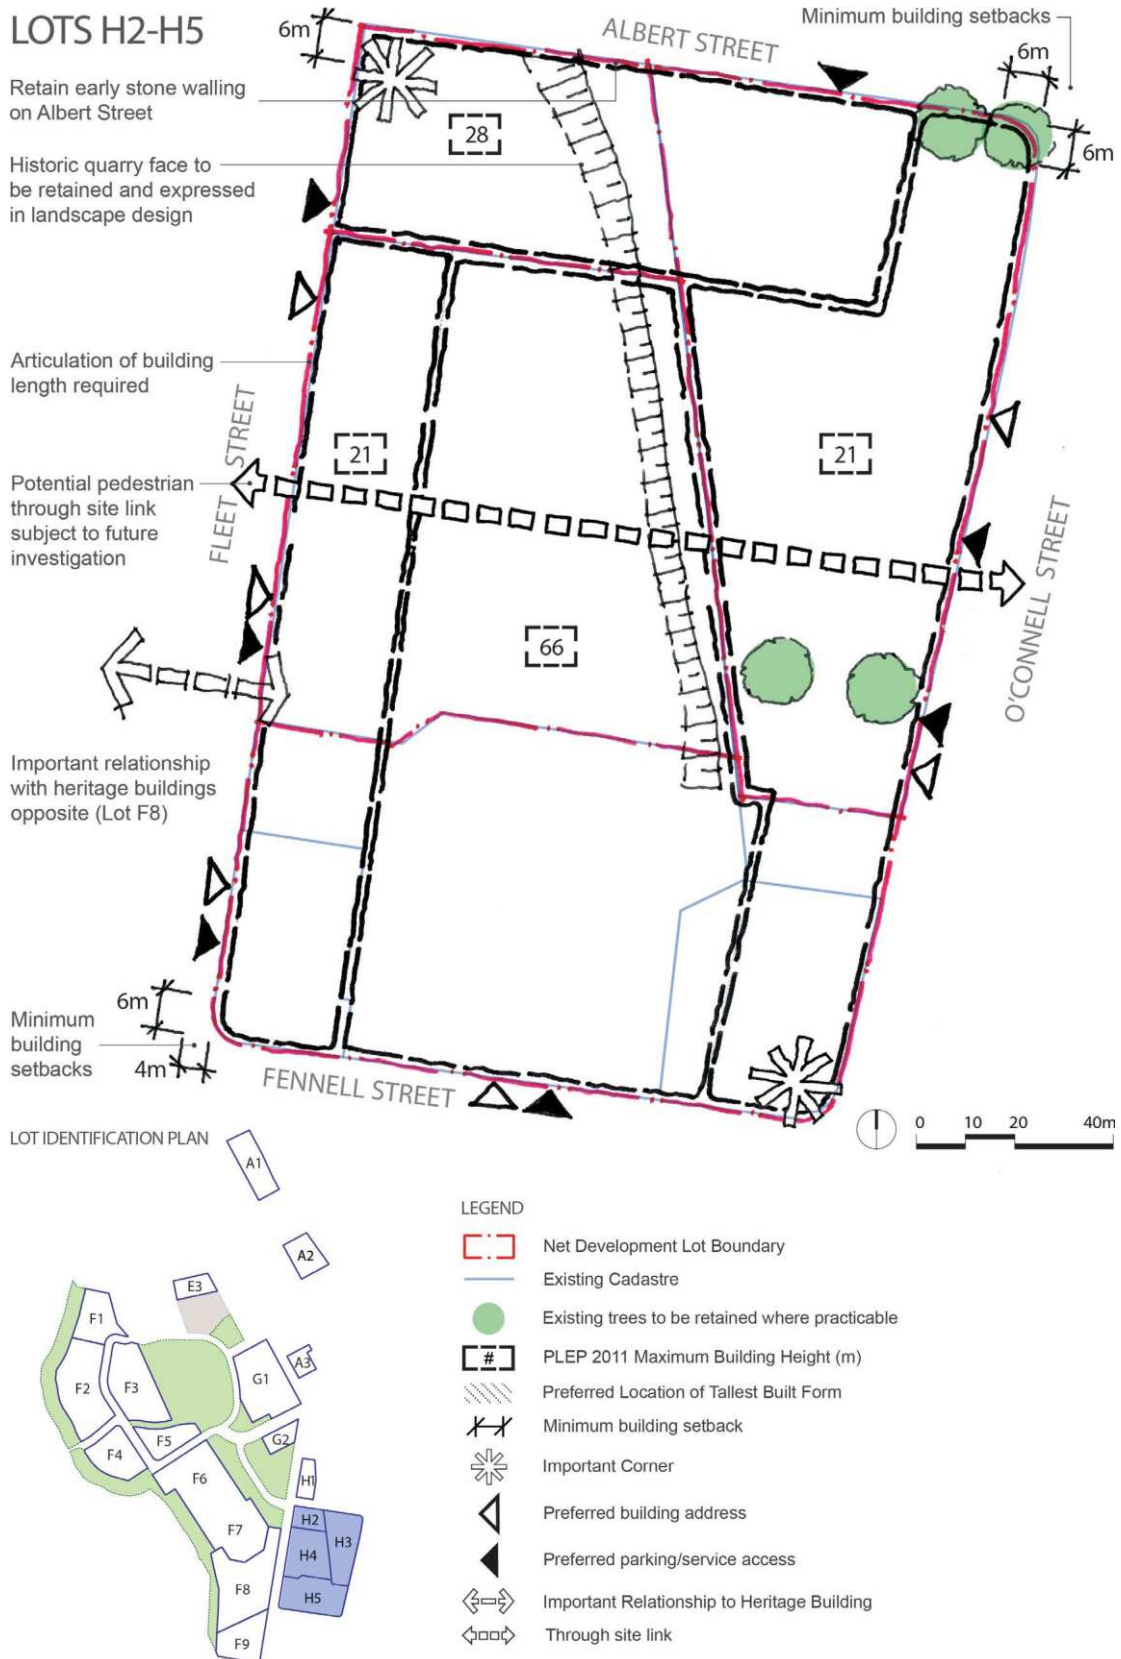 LOTS H2-H5
6m
ALBERT STREET
Minimum building setbacks
6m
6m
Retain early stone walling
on Albert Street
28
Historic quarry face to
be retained and expressed
in landscape design
Articulation of building
length required
FLEET STREET
21
21
Potential pedestrian
through site link
subject to future
investigation
O'CONNELL STREET
66
Important relationship
with heritage buildings
opposite (Lot F8)
6m
Minimum
building
setbacks
4m
FENNELL STREET
0 10 20 40m
LOT IDENTIFICATION PLAN
A1
A2
E3
F1
A3
G1
F2
F3
F5
G2
F4
F6
H1
H2
F7
H3
H4
F8
H5
F9
LEGEND
Net Development Lot Boundary
Existing Cadastre
Existing trees to be retained where practicable
# PLEP 2011 Maximum Building Height (m)
Preferred Location of Tallest Built Form
Minimum building setback
Important Corner
Preferred building address
Preferred parking/service access
Important Relationship to Heritage Building
Through site link